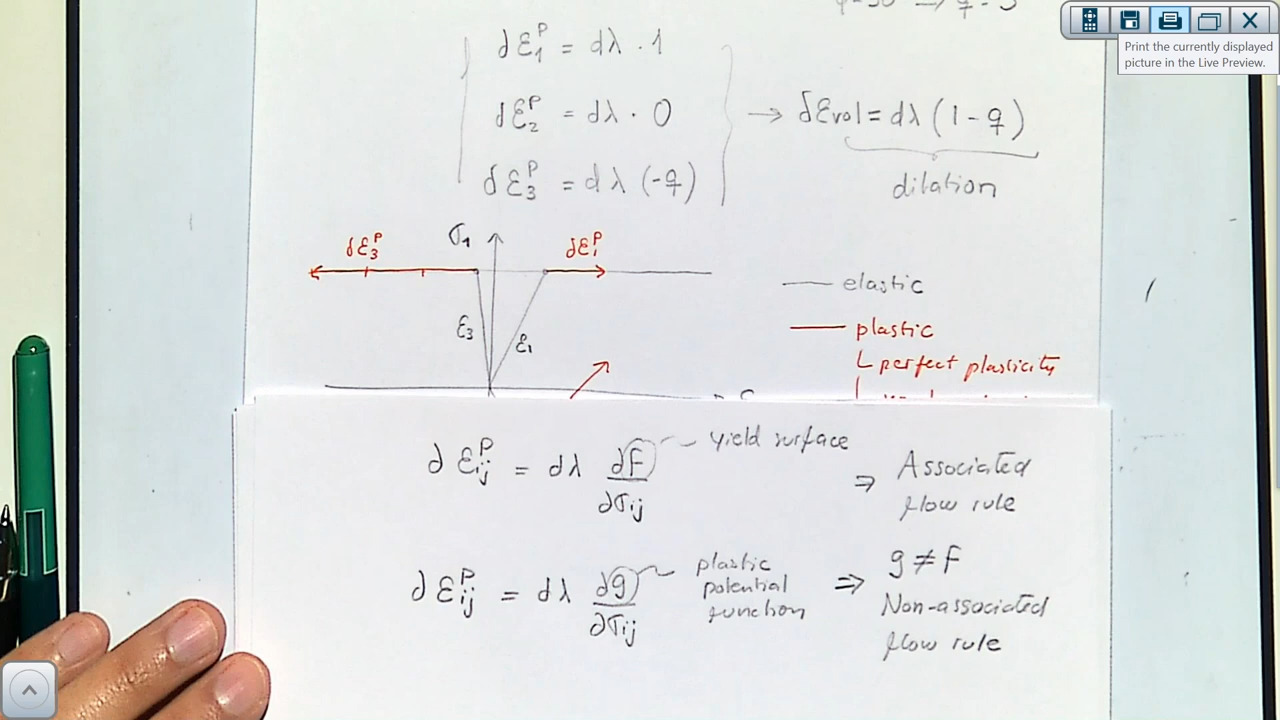 Print the currently displayed
picture in the Live Preview.
dε₁ᵖ = dλ · 1
dε₂ᵖ = dλ · 0
dε₃ᵖ = dλ (-q)
→ dεvol = dλ (1 - q)
dilation
σ₁
dε₃ᵖ
dε₁ᵖ
ε₃
ε₁
elastic
plastic
perfect plasticity
∂εᵢⱼᵖ = dλ ∂f/∂σᵢⱼ
yield surface
⇒ Associated
flow rule
∂εᵢⱼᵖ = dλ ∂g/∂σᵢⱼ
plastic
potential
function
⇒ g ≠ f
Non-associated
flow rule